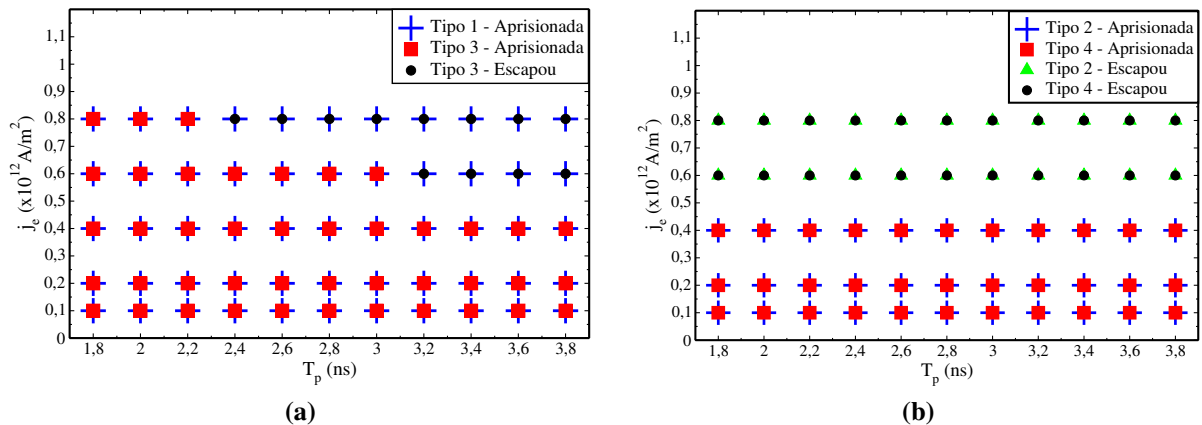 Tipo 1 - Aprisionada
Tipo 3 - Aprisionada
Tipo 3 - Escapou
1,1
1
0,9
0,8
0,7
0,6
0,5
0,4
0,3
0,2
0,1
0
j_e (x10^12 A/m^2)
1,8 2 2,2 2,4 2,6 2,8 3 3,2 3,4 3,6 3,8
T_p (ns)
(a)
Tipo 2 - Aprisionada
Tipo 4 - Aprisionada
Tipo 2 - Escapou
Tipo 4 - Escapou
1,1
1
0,9
0,8
0,7
0,6
0,5
0,4
0,3
0,2
0,1
0
j_e (x10^12 A/m^2)
1,8 2 2,2 2,4 2,6 2,8 3 3,2 3,4 3,6 3,8
T_p (ns)
(b)